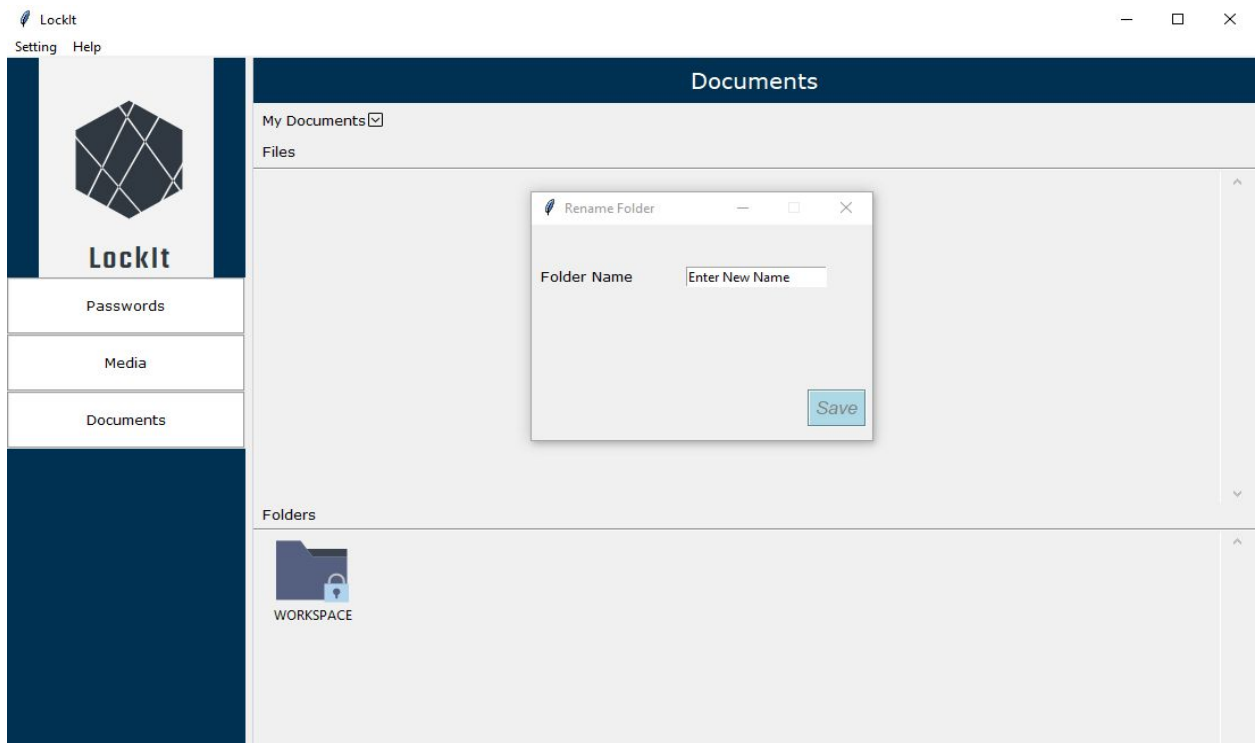 LockIt
Setting Help
Documents
LockIt
Passwords
Media
Documents
My Documents
Files
Rename Folder
Folder Name Enter New Name
Save
Folders
WORKSPACE